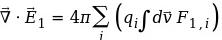 ∇⃗ · E⃗₁ = 4π ∑ᵢ ( qᵢ ∫ dv⃗ F₁,ᵢ )